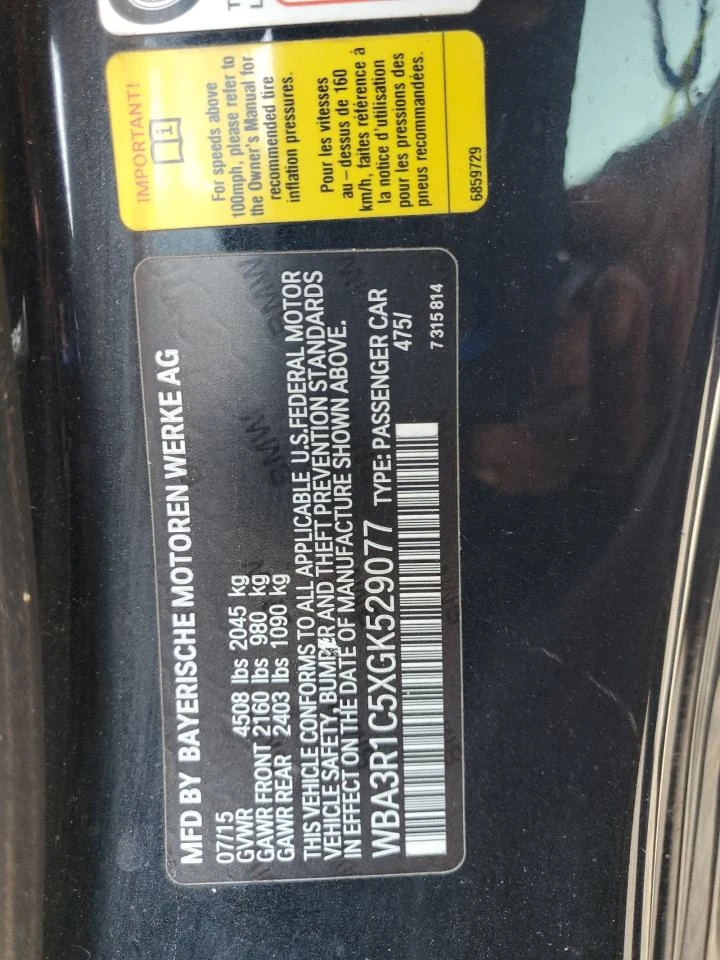 MFD BY BAYERISCHE MOTOREN WERKE AG
07/15
GVWR 4508 lbs 2045 kg
GAWR FRONT 2160 lbs 980 kg
GAWR REAR 2403 lbs 1090 kg
THIS VEHICLE CONFORMS TO ALL APPLICABLE U.S.FEDERAL MOTOR
VEHICLE SAFETY, BUMPER AND THEFT PREVENTION STANDARDS
IN EFFECT ON THE DATE OF MANUFACTURE SHOWN ABOVE.
WBA3R1C5XGK529077 TYPE: PASSENGER CAR
475/
7315814
IMPORTANT!
For speeds above
100mph, please refer to
the Owner's Manual for
recommended tire
inflation pressures.
Pour les vitesses
au - dessus de 160
km/h, faites référence à
la notice d'utilisation
pour les pressions des
pneus recommandées.
6859729
BMW
BMW
BMW